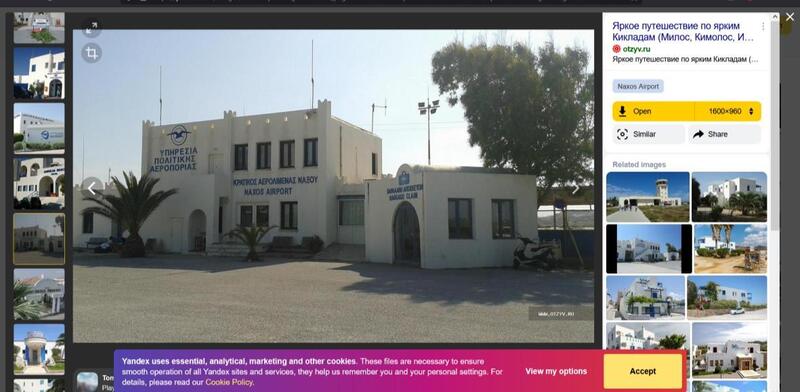 Яркое путешествие по ярким
Кикладам (Милос, Кимолос, И…
otzyv.ru
Яркое путешествие по ярким Кикладам (…
Naxos Airport
Open
1600×960
Similar
Share
Related images
ΥΠΗΡΕΣΙΑ
ΠΟΛΙΤΙΚΗΣ
ΑΕΡΟΠΟΡΙΑΣ
ΚΡΑΤΙΚΟΣ ΑΕΡΟΛΙΜΕΝΑΣ ΝΑΞΟΥ
NAXOS AIRPORT
BAGGAGE CLAIM
WWW.OTZYV.RU
Yandex uses essential, analytical, marketing and other cookies. These files are necessary to ensure
smooth operation of all Yandex sites and services, they help us remember you and your personal settings. For
details, please read our Cookie Policy.
View my options
Accept